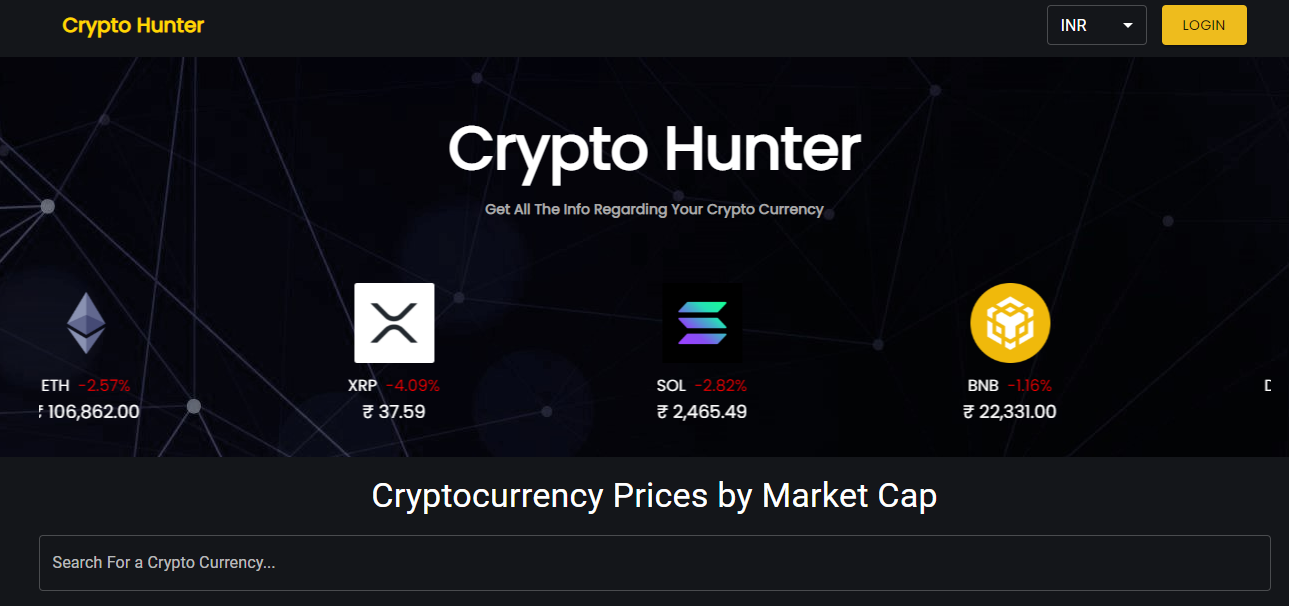 Crypto Hunter
INR
LOGIN
Crypto Hunter
Get All The Info Regarding Your Crypto Currency
ETH -2.57%
XRP -4.09%
SOL -2.82%
BNB -1.16%
106,862.00
₹ 37.59
₹ 2,465.49
₹ 22,331.00
Cryptocurrency Prices by Market Cap
Search For a Crypto Currency...